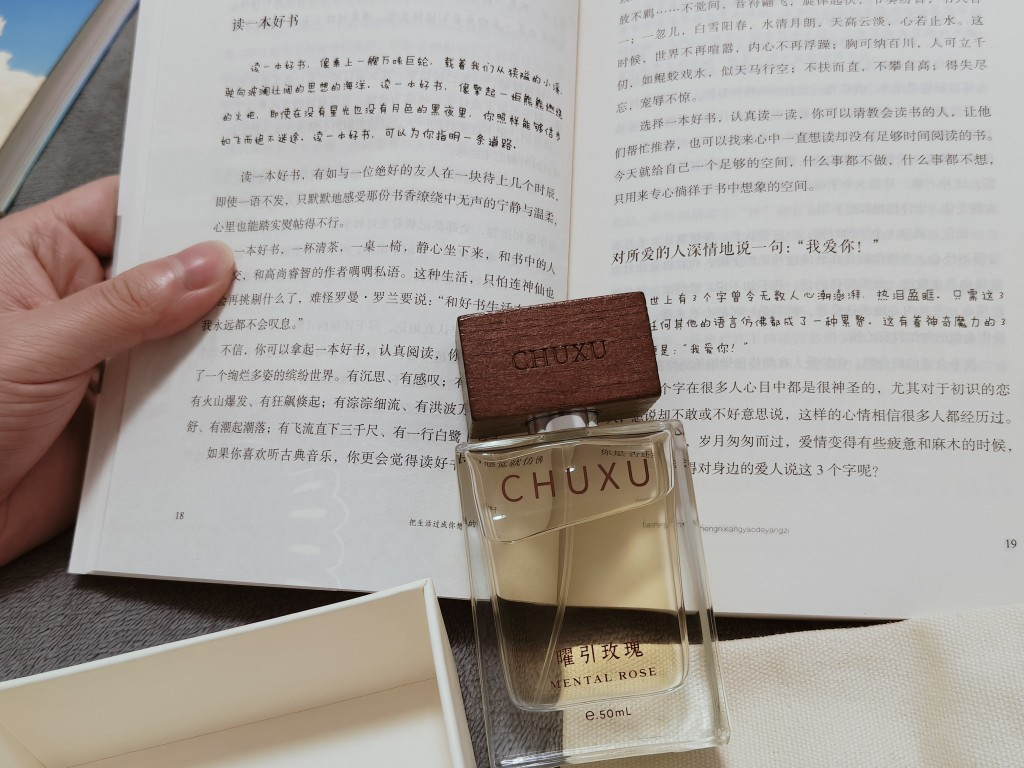 读一本好书
读一本好书，像乘上一艘万吨巨轮，载着我们从狭隘的小溪，
驶向波澜壮阔的思想的海洋。读一本好书，像擎起一柜熊熊燃烧
的火把，即使在没有星光也没有月色的黑夜里，你照样能够信步
如飞而绝不迷途。读一本好书，可以为你指明一条道路。
读一本好书，有如与一位绝好的友人在一块待上几个时辰，
即使一语不发，只默默地感受那份书香缭绕中无声的宁静与温柔，
心里也能踏实熨帖得不行。
一本好书，一杯清茶，一桌一椅，静心坐下来，和书中的人
交，和高尚睿智的作者喁喁私语。这种生活，只怕连神仙也
再挑剔什么了，难怪罗曼·罗兰要说：“和好书生活在
我永远都不会叹息。”
不信，你可以拿起一本好书，认真阅读，你
了一个绚烂多姿的缤纷世界。有沉思、有感叹；有
有火山爆发、有狂飙倏起；有淙淙细流、有洪波
舒、有潮起潮落；有飞流直下三千尺、有一行白鹭
如果你喜欢听古典音乐，你更会觉得读好
18
把生活过成你想
放不羁……不觉间，音符翩飞，旋律起伏，
一；一忽儿，白雪阳春，水清月朗，天高云淡，心若止水。这
时候，世界不再喧嚣，内心不再浮躁；胸可纳百川，人可立千
仞，如鲲蛟戏水，似天马行空；不扶而直，不攀自高；得失尽
忘，宠辱不惊。
选择一本好书，认真读一读，你可以请教会读书的人，让他
们帮忙推荐，也可以找来心中一直想读却没有足够时间阅读的书。
今天就给自己一个足够的空间，什么事都不做，什么事都不想，
只用来专心徜徉于书中想象的空间。
对所爱的人深情地说一句：“我爱你！”
世上有3个字曾令无数人心潮澎湃，热泪盈眶，只需这3
任何其他的语言仿佛都成了一种累赘。这有着神奇魔力的3
是：“我爱你！”
个字在很多人心目中都是很神圣的，尤其对于初识的恋
说却不敢或不好意思说，这样的心情相信很多人都经历过。
，岁月匆匆而过，爱情变得有些疲惫和麻木的时候，
得对身边的爱人说这3个字呢？
hengnixiangyaodeyangzi
19
CHUXU
CHUXU
曜引玫瑰
MENTAL ROSE
e.50mL